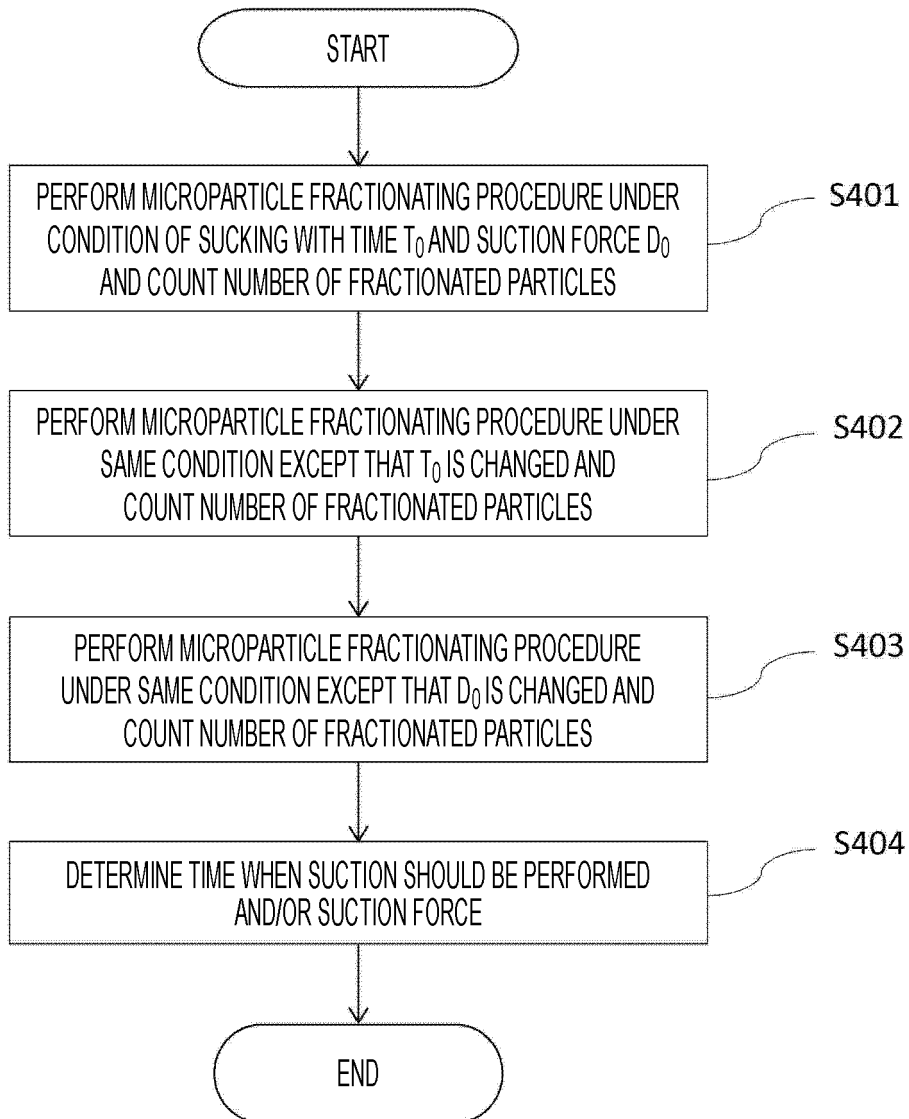 START
PERFORM MICROPARTICLE FRACTIONATING PROCEDURE UNDER
CONDITION OF SUCKING WITH TIME T0 AND SUCTION FORCE D0
AND COUNT NUMBER OF FRACTIONATED PARTICLES
S401
PERFORM MICROPARTICLE FRACTIONATING PROCEDURE UNDER
SAME CONDITION EXCEPT THAT T0 IS CHANGED AND
COUNT NUMBER OF FRACTIONATED PARTICLES
S402
PERFORM MICROPARTICLE FRACTIONATING PROCEDURE
UNDER SAME CONDITION EXCEPT THAT D0 IS CHANGED AND
COUNT NUMBER OF FRACTIONATED PARTICLES
S403
DETERMINE TIME WHEN SUCTION SHOULD BE PERFORMED
AND/OR SUCTION FORCE
S404
END